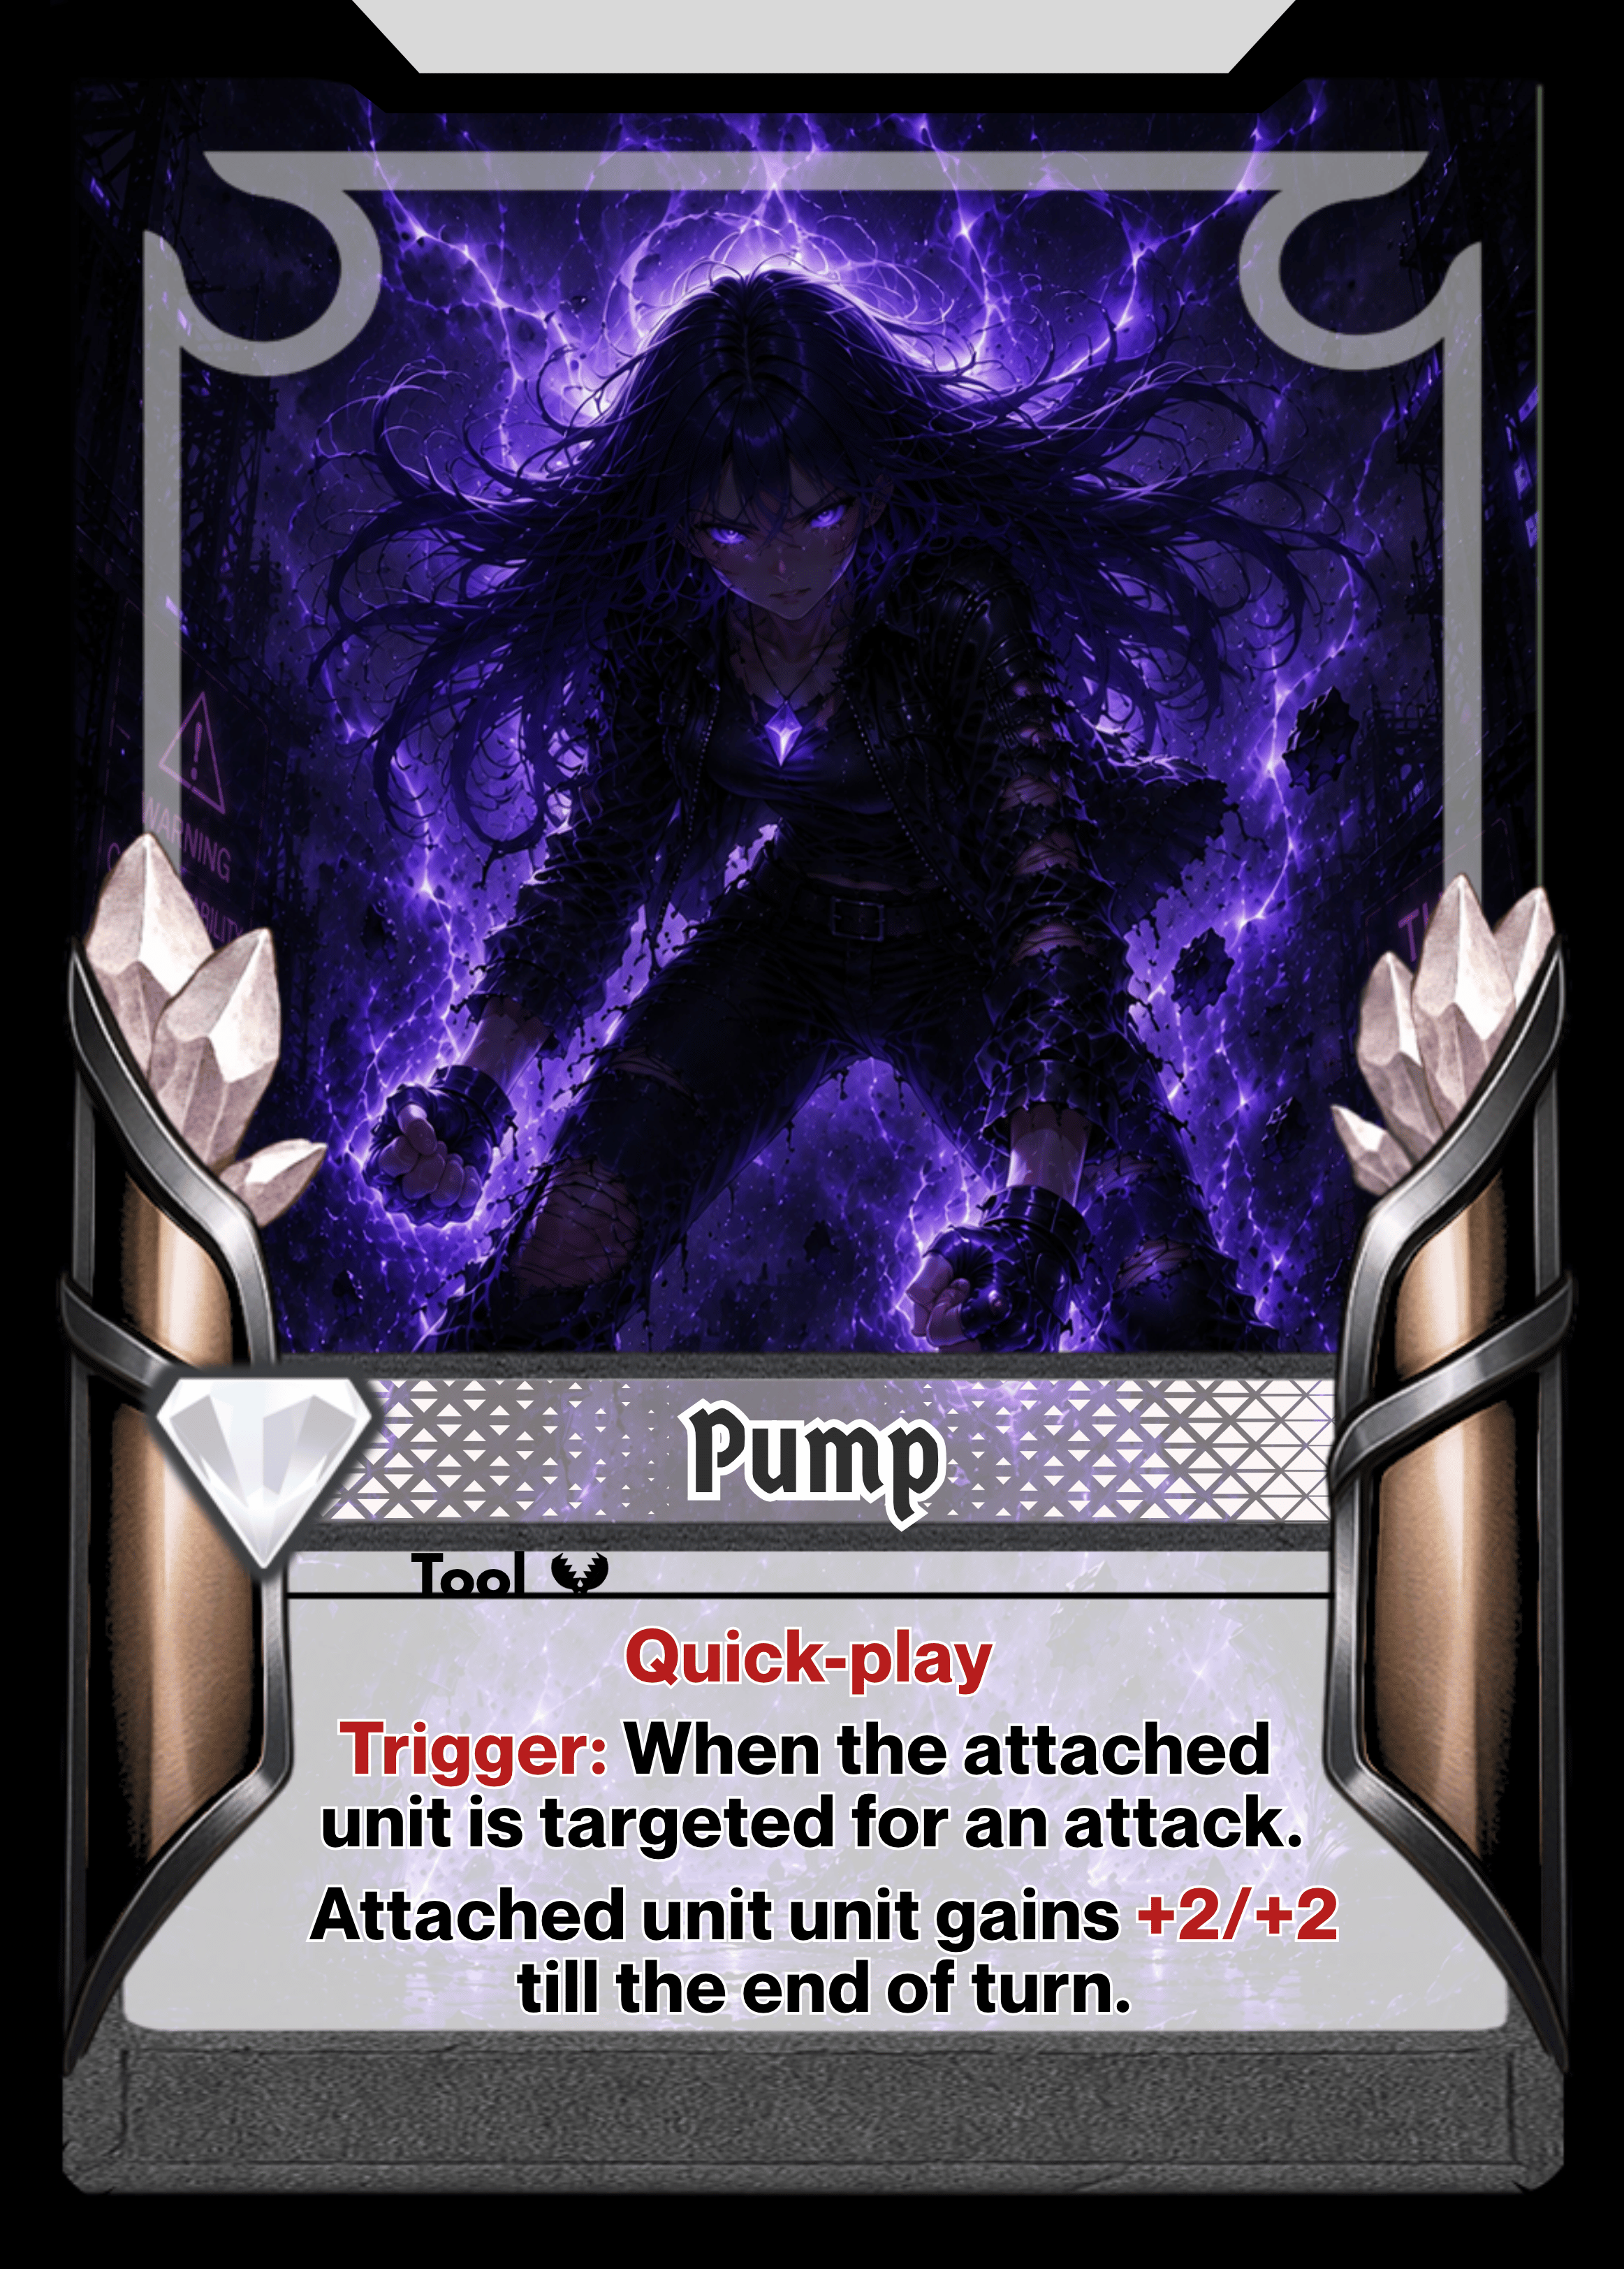 WARNING
Pump
Tool
Quick-play
Trigger: When the attached
unit is targeted for an attack.
Attached unit unit gains +2/+2
till the end of turn.